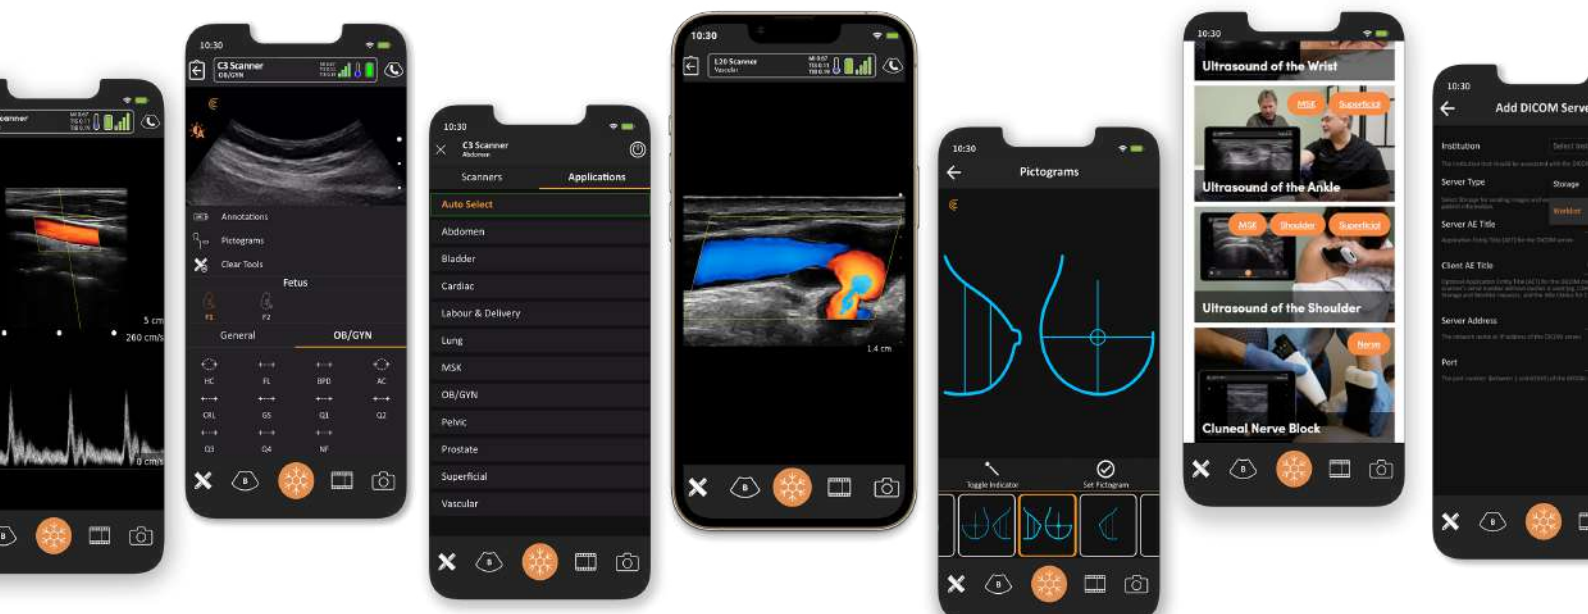 canner
5 cm
260 cm/s
0 cm/s
B
10:30
C3 Scanner
OB/GYN
Annotations
Pictograms
Clear Tools
Fetus
F1
F2
General
OB/GYN
HC
FL
BPD
AC
CRL
GS
Q1
Q2
Q3
Q4
NF
B
10:30
C3 Scanner
Abdomen
Scanners
Applications
Auto Select
Abdomen
Bladder
Cardiac
Labour & Delivery
Lung
MSK
OB/GYN
Pelvic
Prostate
Superficial
Vascular
B
10:30
L20 Scanner
Vascular
1.4 cm
B
10:30
Pictograms
Toggle Indicator
Set Pictogram
B
10:30
Ultrasound of the Wrist
MSK
Superficial
Ultrasound of the Ankle
MSK
Shoulder
Superficial
Ultrasound of the Shoulder
Nerve
Cluneal Nerve Block
B
10:30
Add DICOM Serve
Institution
Server Type
Storage
Worklist
Server AE Title
Client AE Title
Server Address
Port
B